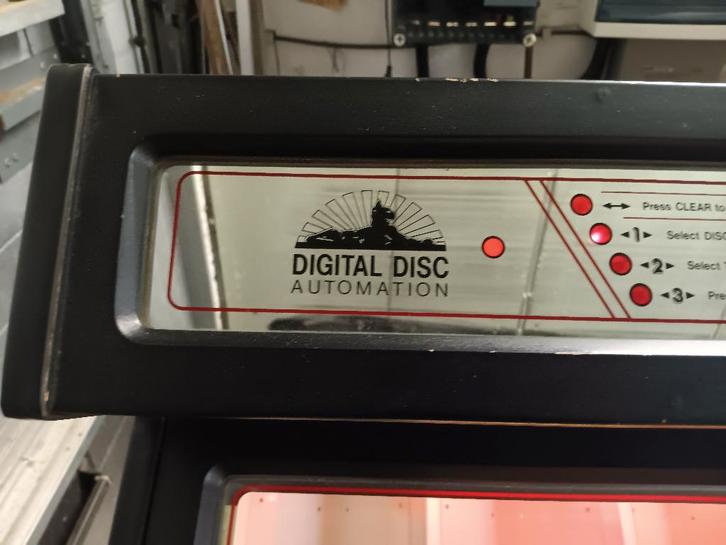 DIGITAL DISC
AUTOMATION
Press CLEAR to
1 Select DISC
2 Select
3